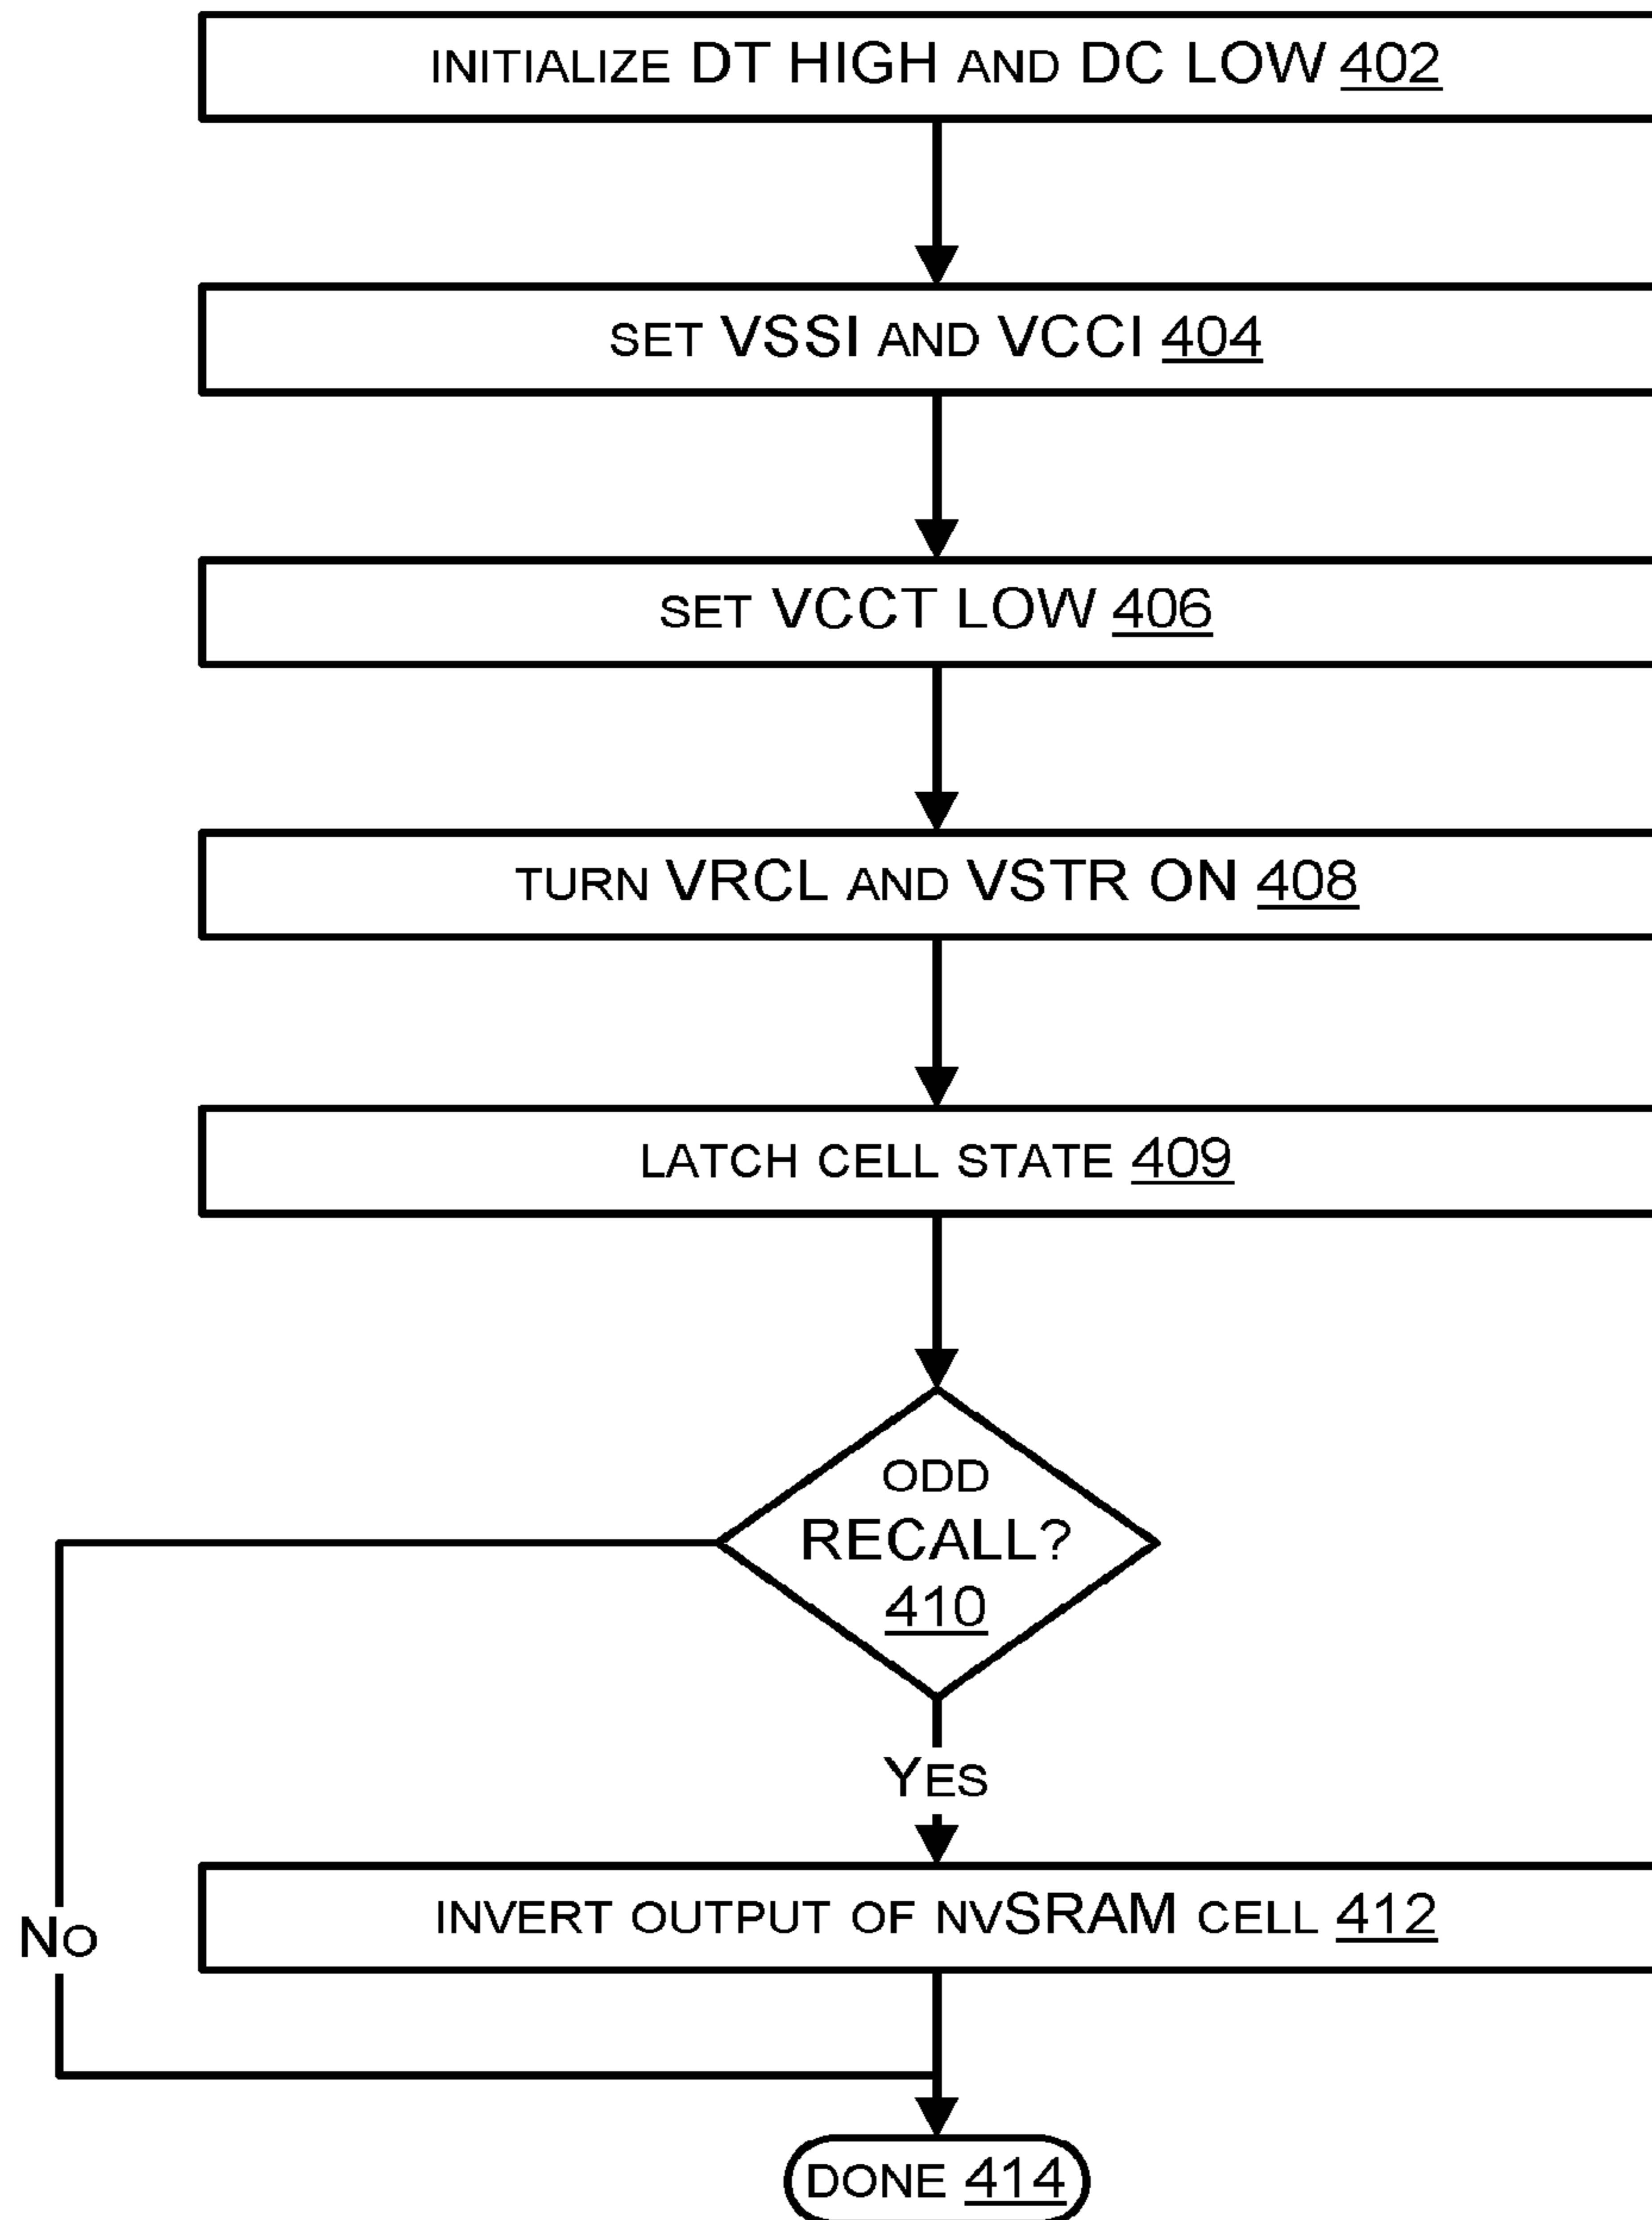 INITIALIZE DT HIGH AND DC LOW 402
SET VSSI AND VCCI 404
SET VCCT LOW 406
TURN VRCL AND VSTR ON 408
LATCH CELL STATE 409
ODD
RECALL?
410
YES
INVERT OUTPUT OF NVSRAM CELL 412
NO
DONE 414